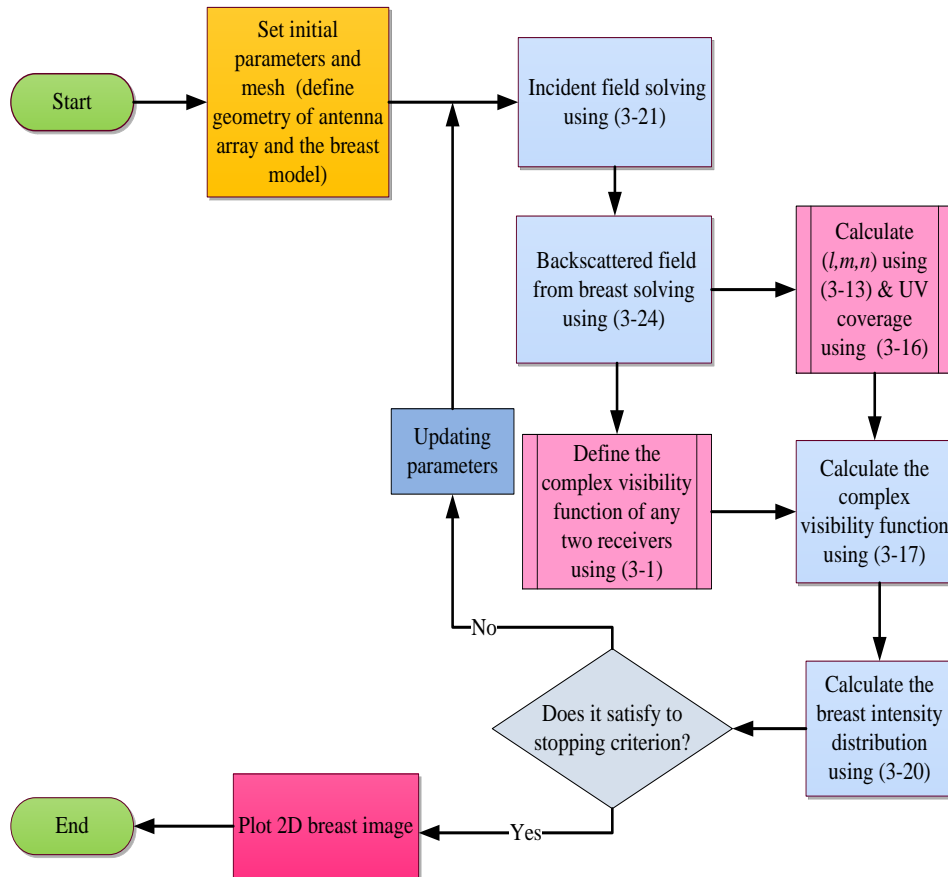 Start
Set initial
parameters and
mesh (define
geometry of antenna
array and the breast
model)
Incident field solving
using (3-21)
Backscattered field
from breast solving
using (3-24)
Calculate
(l,m,n) using
(3-13) & UV
coverage
using (3-16)
Updating
parameters
Define the
complex visibility
function of any
two receivers
using (3-1)
Calculate the
complex
visibility function
using (3-17)
No
Does it satisfy to
stopping criterion?
Calculate the
breast intensity
distribution
using (3-20)
Yes
Plot 2D breast image
End